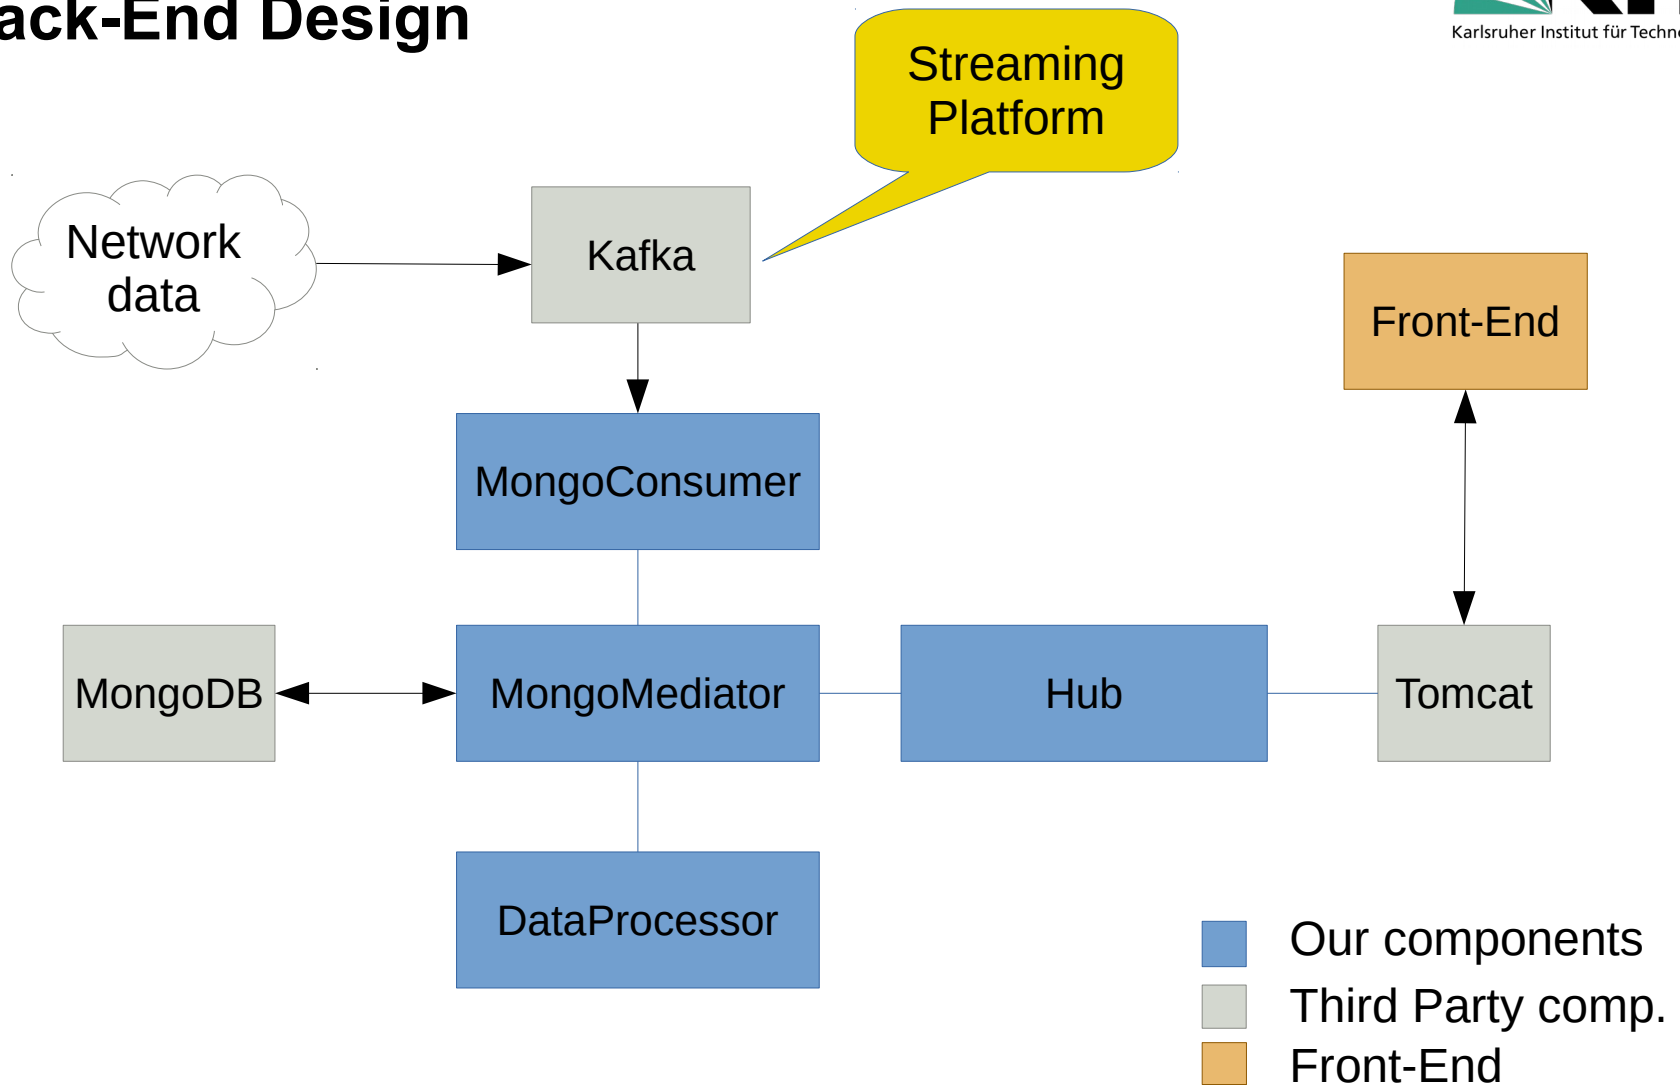 ack-End Design
Karlsruher Institut für Techn
Streaming
Platform
Network
data
Kafka
Front-End
MongoConsumer
MongoDB
MongoMediator
Hub
Tomcat
DataProcessor
Our components
Third Party comp.
Front-End